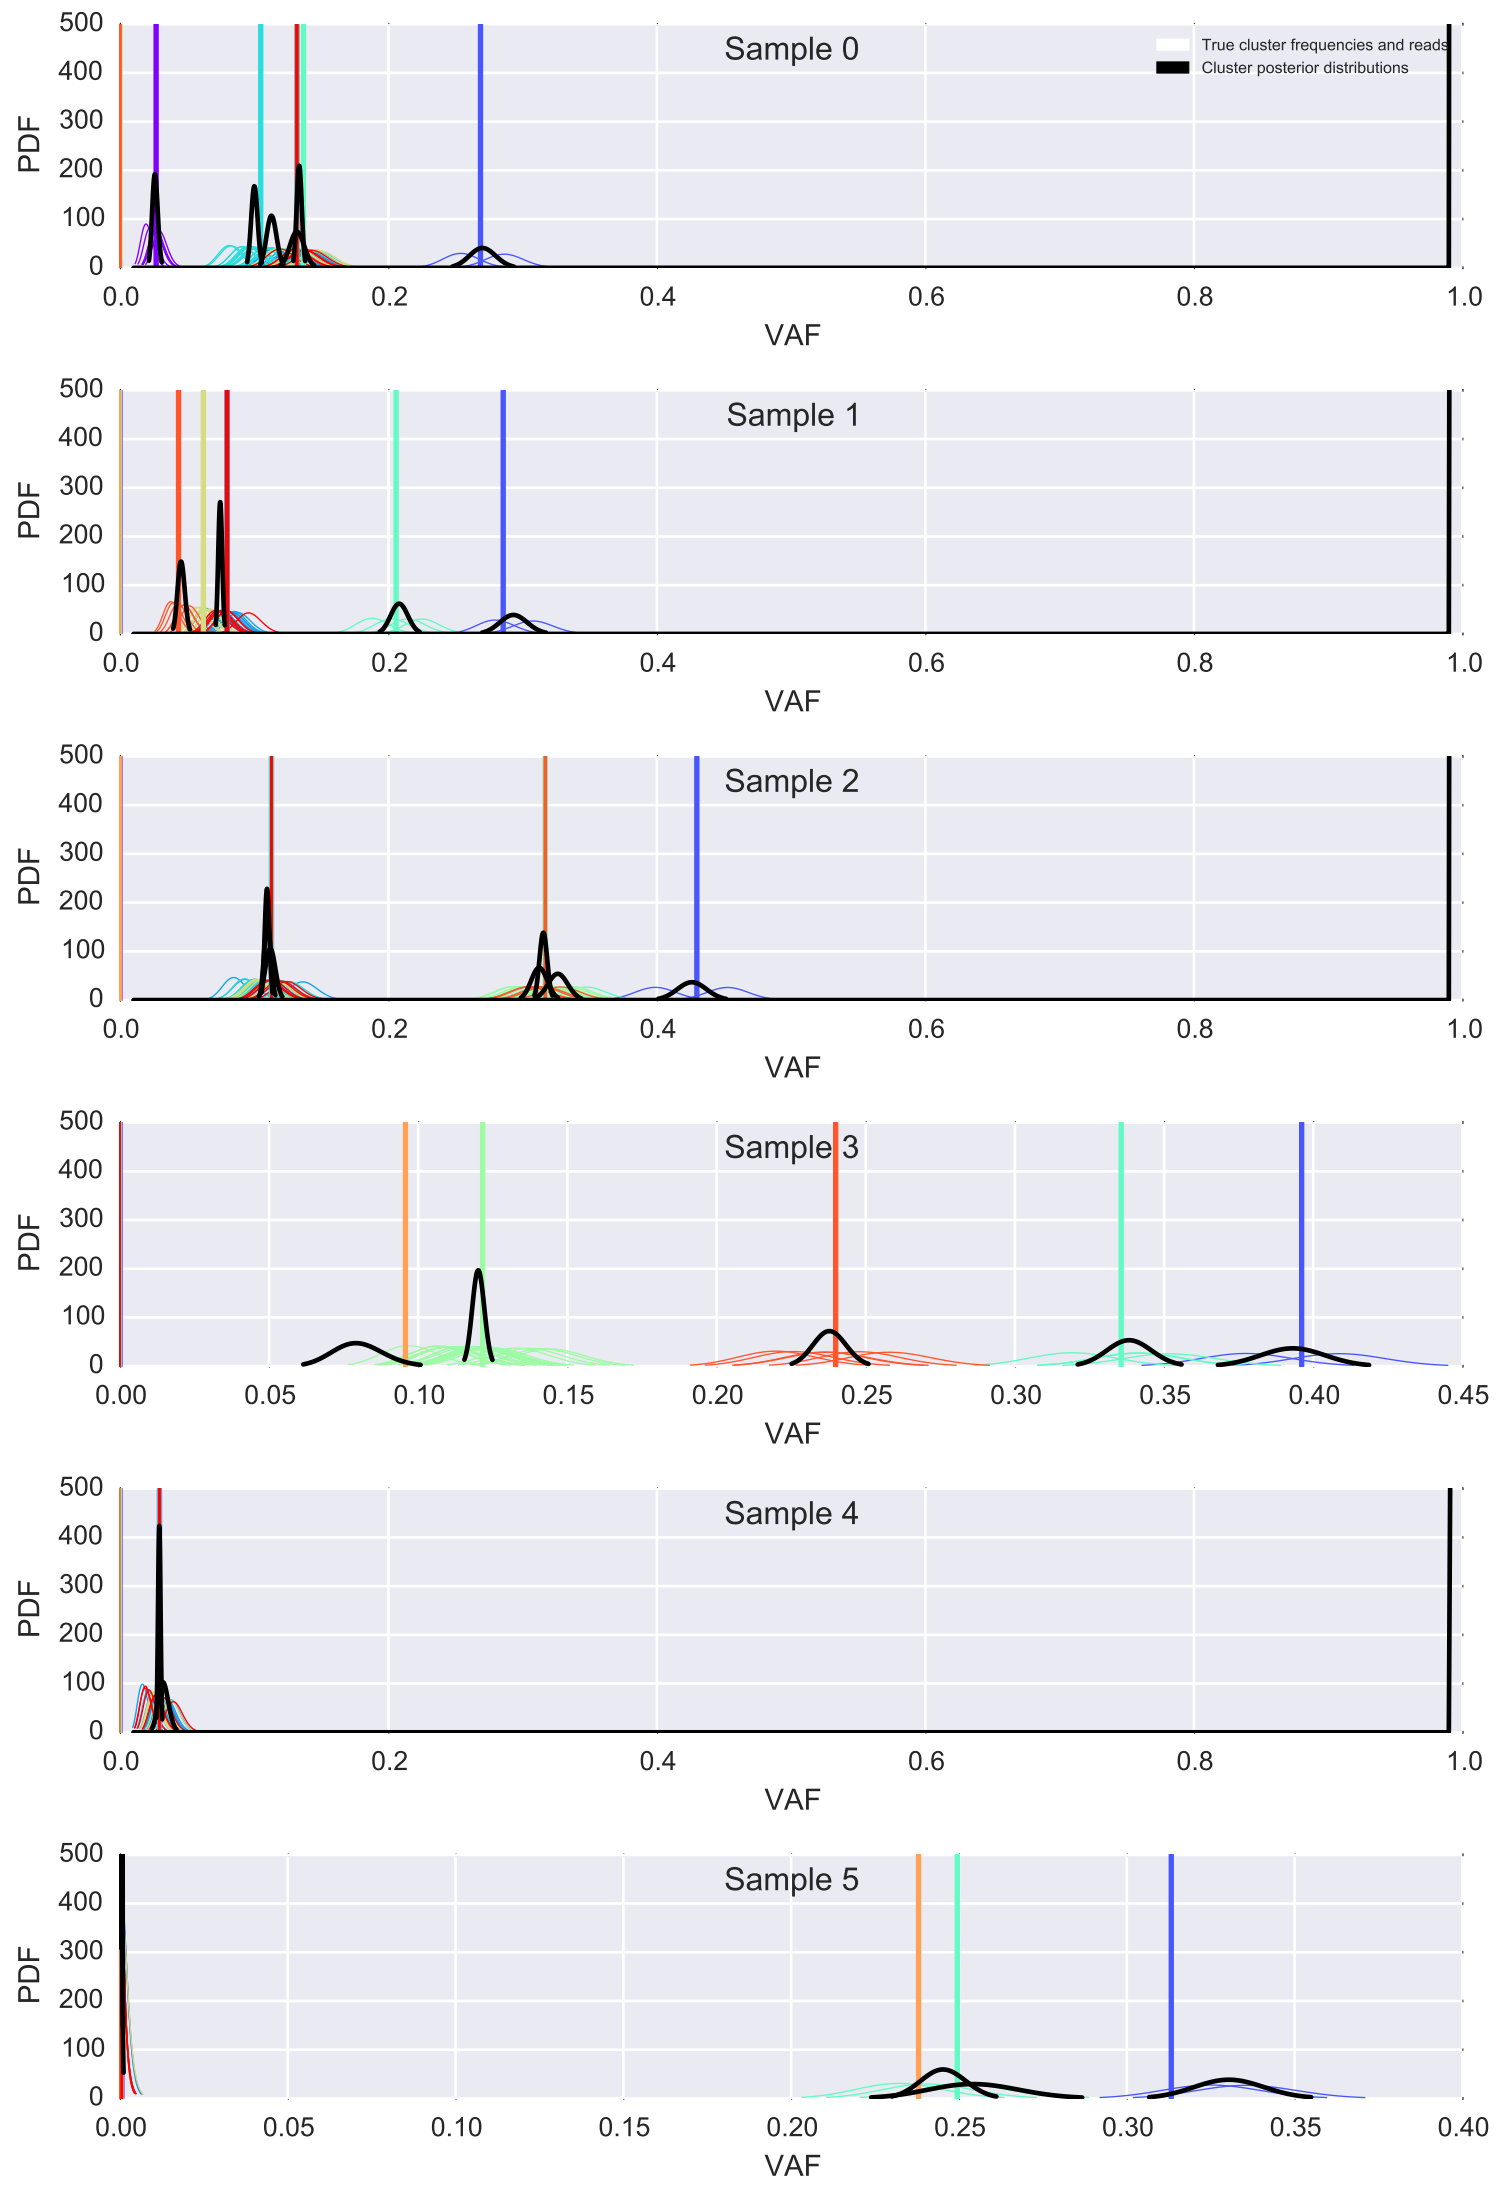 Sample 0
True cluster frequencies and reads
Cluster posterior distributions
PDF
500
400
300
200
100
0
0.0 0.2 0.4 0.6 0.8 1.0
VAF
Sample 1
PDF
500
400
300
200
100
0
0.0 0.2 0.4 0.6 0.8 1.0
VAF
Sample 2
PDF
500
400
300
200
100
0
0.0 0.2 0.4 0.6 0.8 1.0
VAF
Sample 3
PDF
500
400
300
200
100
0
0.00 0.05 0.10 0.15 0.20 0.25 0.30 0.35 0.40 0.45
VAF
Sample 4
PDF
500
400
300
200
100
0
0.0 0.2 0.4 0.6 0.8 1.0
VAF
Sample 5
PDF
500
400
300
200
100
0
0.00 0.05 0.10 0.15 0.20 0.25 0.30 0.35 0.40
VAF